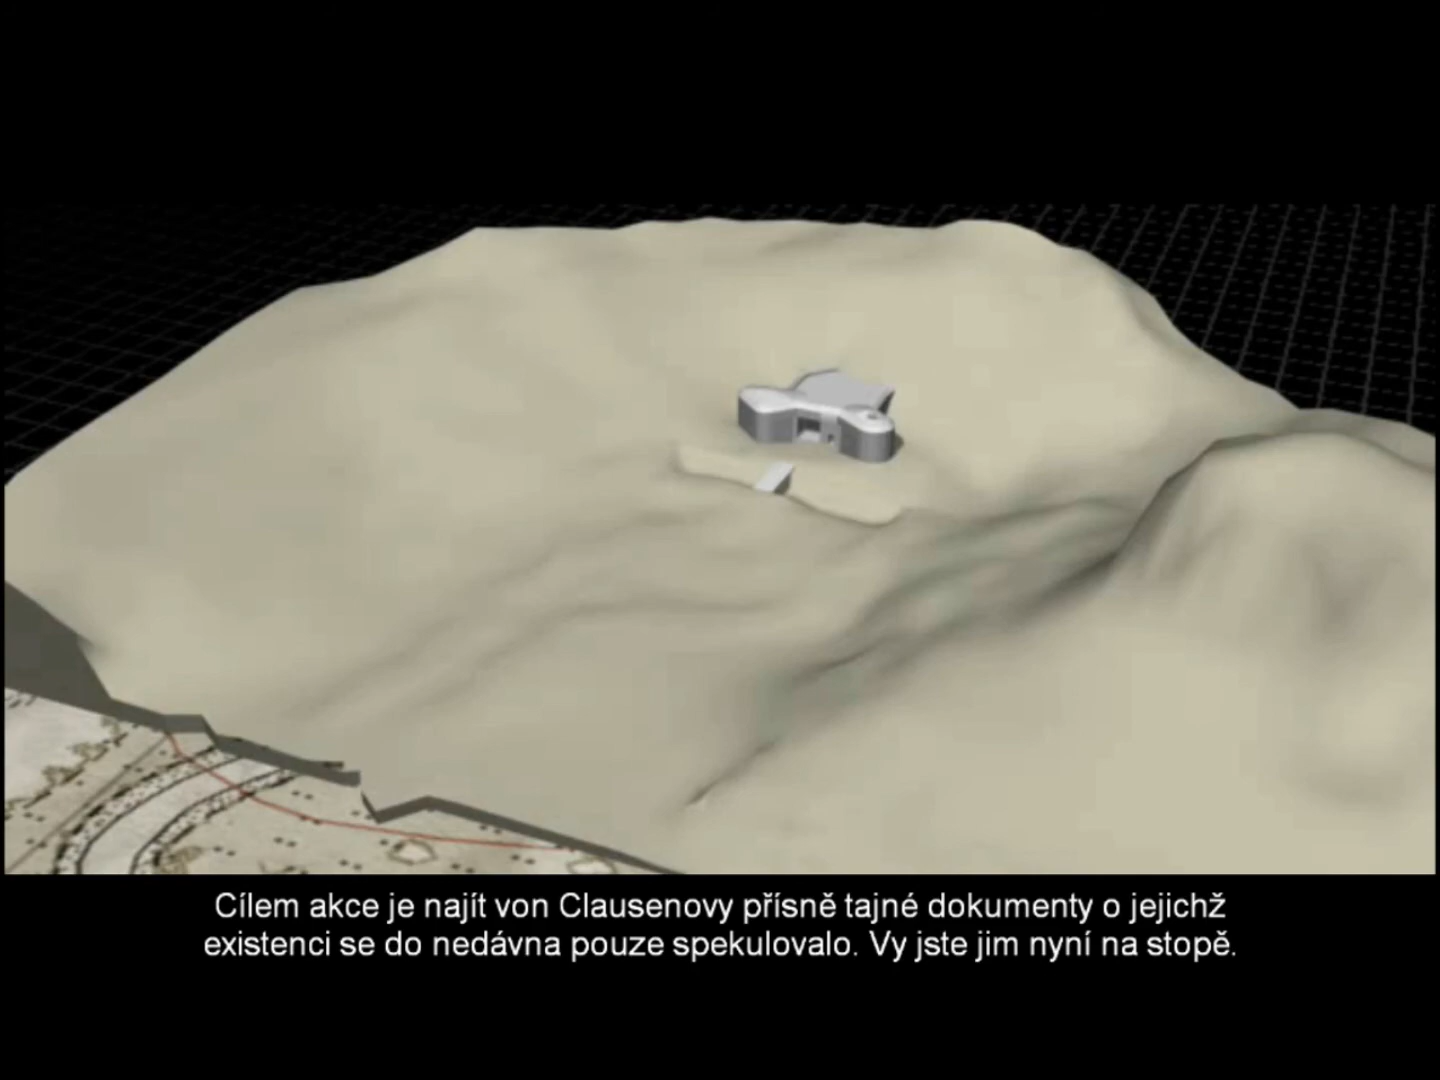 Cílem akce je najít von Clausenovy přísně tajné dokumenty o jejichž
existenci se do nedávna pouze spekulovalo. Vy jste jim nyní na stopě.